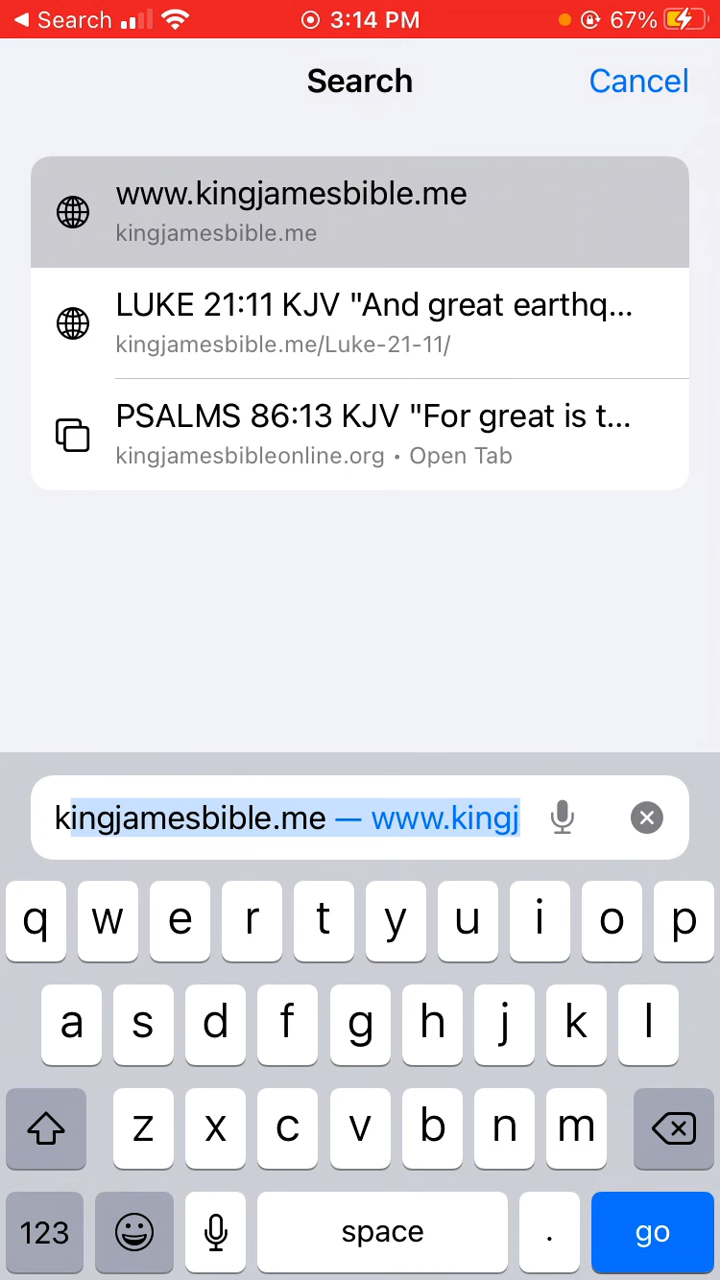 Search 3:14 PM 67%
Search Cancel
www.kingjamesbible.me
kingjamesbible.me
LUKE 21:11 KJV "And great earthq...
kingjamesbible.me/Luke-21-11/
PSALMS 86:13 KJV "For great is t...
kingjamesbibleonline.org • Open Tab
kingjamesbible.me — www.kingj
q w e r t y u i o p
a s d f g h j k l
z x c v b n m
123 space . go